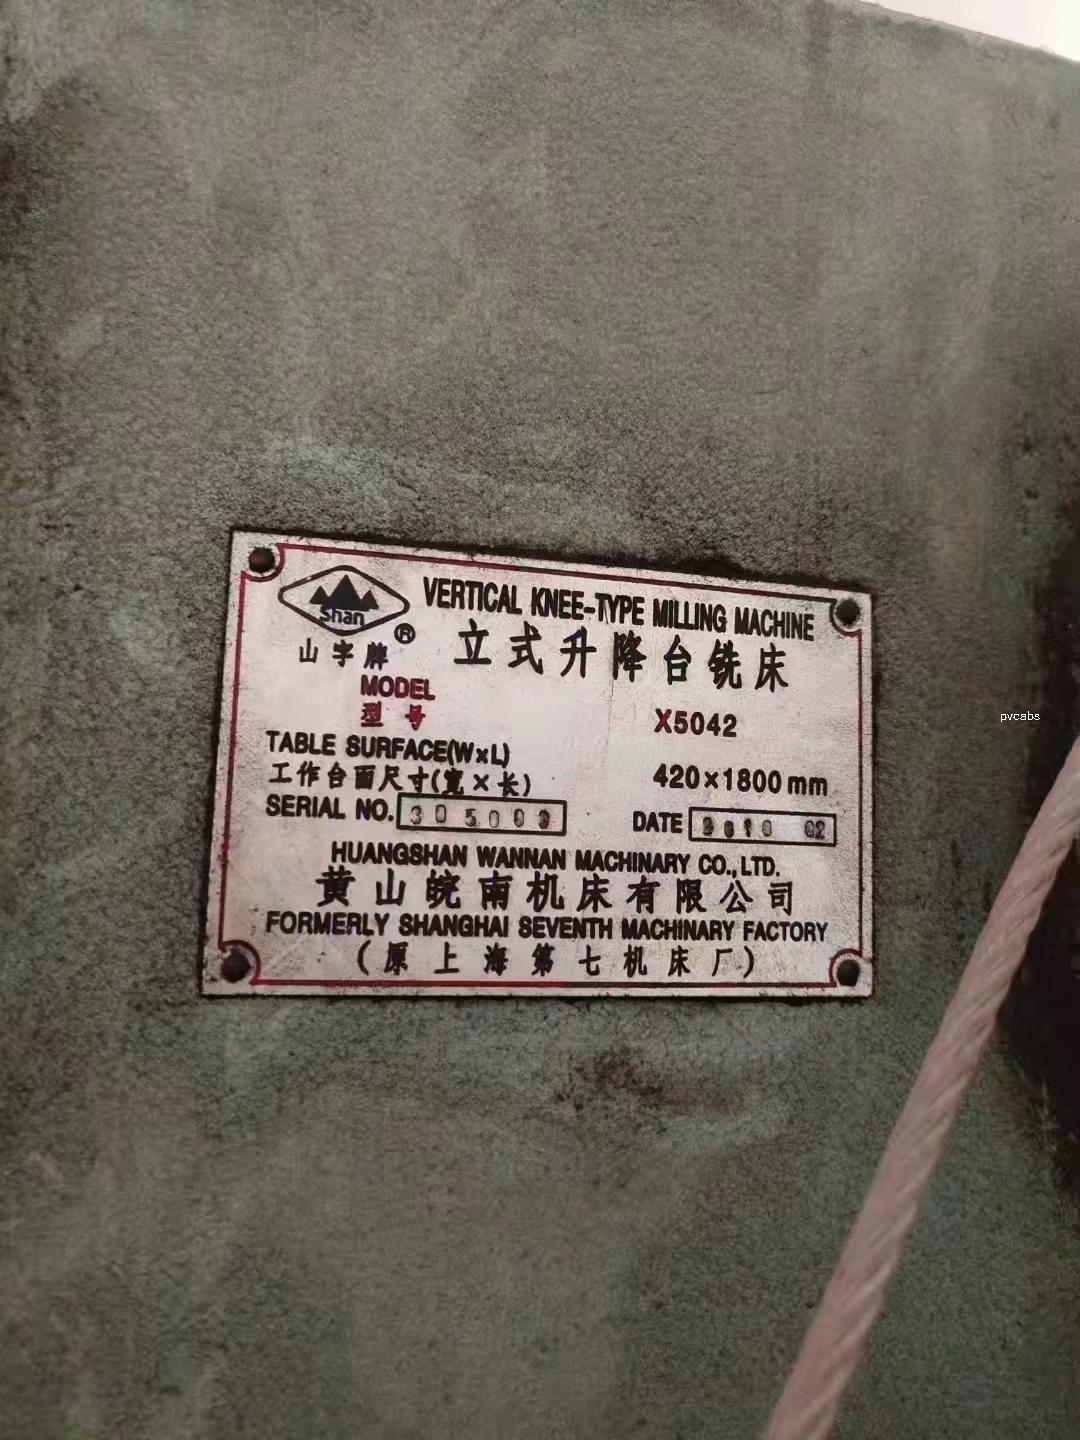 Shan
®
山字牌
VERTICAL KNEE-TYPE MILLING MACHINE
立式升降台铣床
MODEL
型号
X5042
TABLE SURFACE(W×L)
工作台面尺寸(宽×长)
420×1800mm
SERIAL NO.
DATE
HUANGSHAN WANNAN MACHINARY CO.,LTD.
黄山皖南机床有限公司
FORMERLY SHANGHAI SEVENTH MACHINARY FACTORY
(原上海第七机床厂)
pvcabs